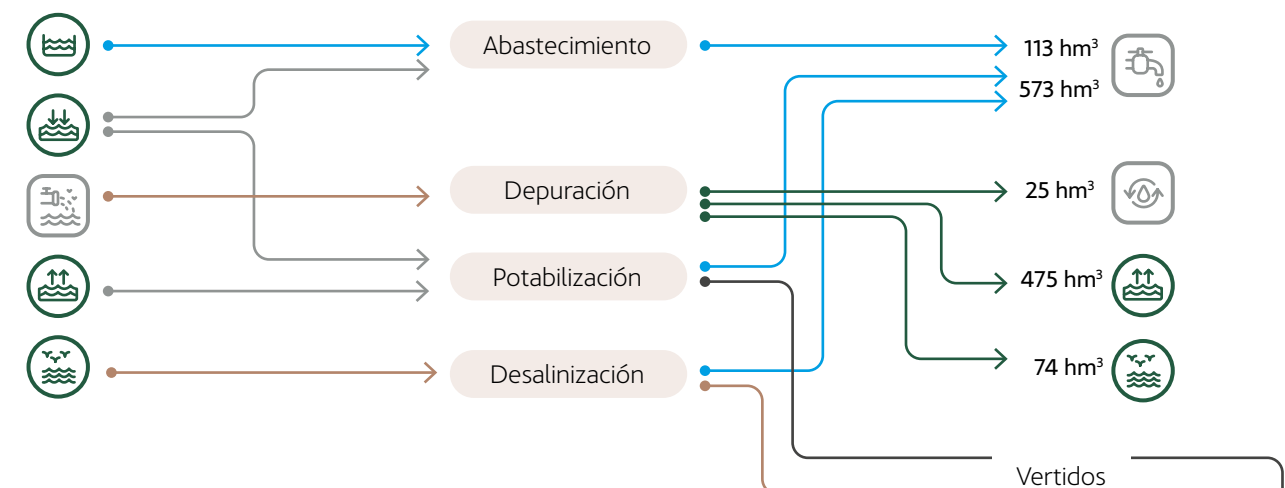 Abastecimiento
113 hm³
573 hm³
Depuración
25 hm³
Potabilización
475 hm³
Desalinización
74 hm³
Vertidos